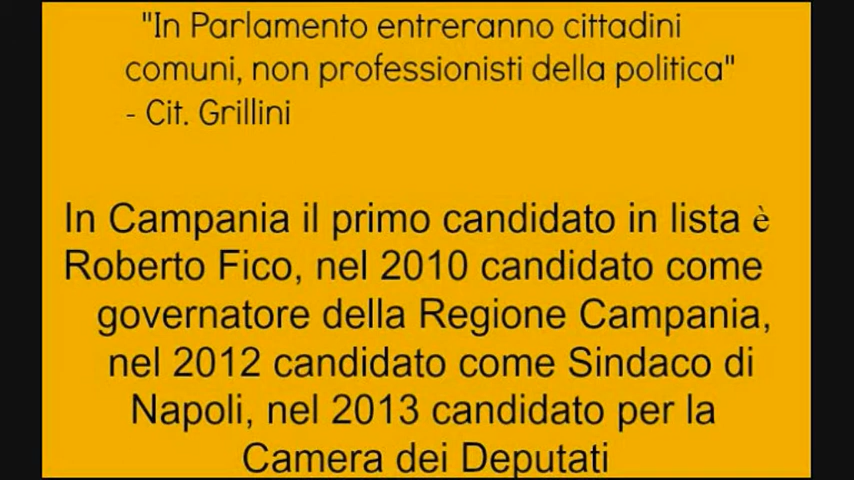 "In Parlamento entreranno cittadini
comuni, non professionisti della politica"
- Cit. Grillini
In Campania il primo candidato in lista è
Roberto Fico, nel 2010 candidato come
governatore della Regione Campania,
nel 2012 candidato come Sindaco di
Napoli, nel 2013 candidato per la
Camera dei Deputati